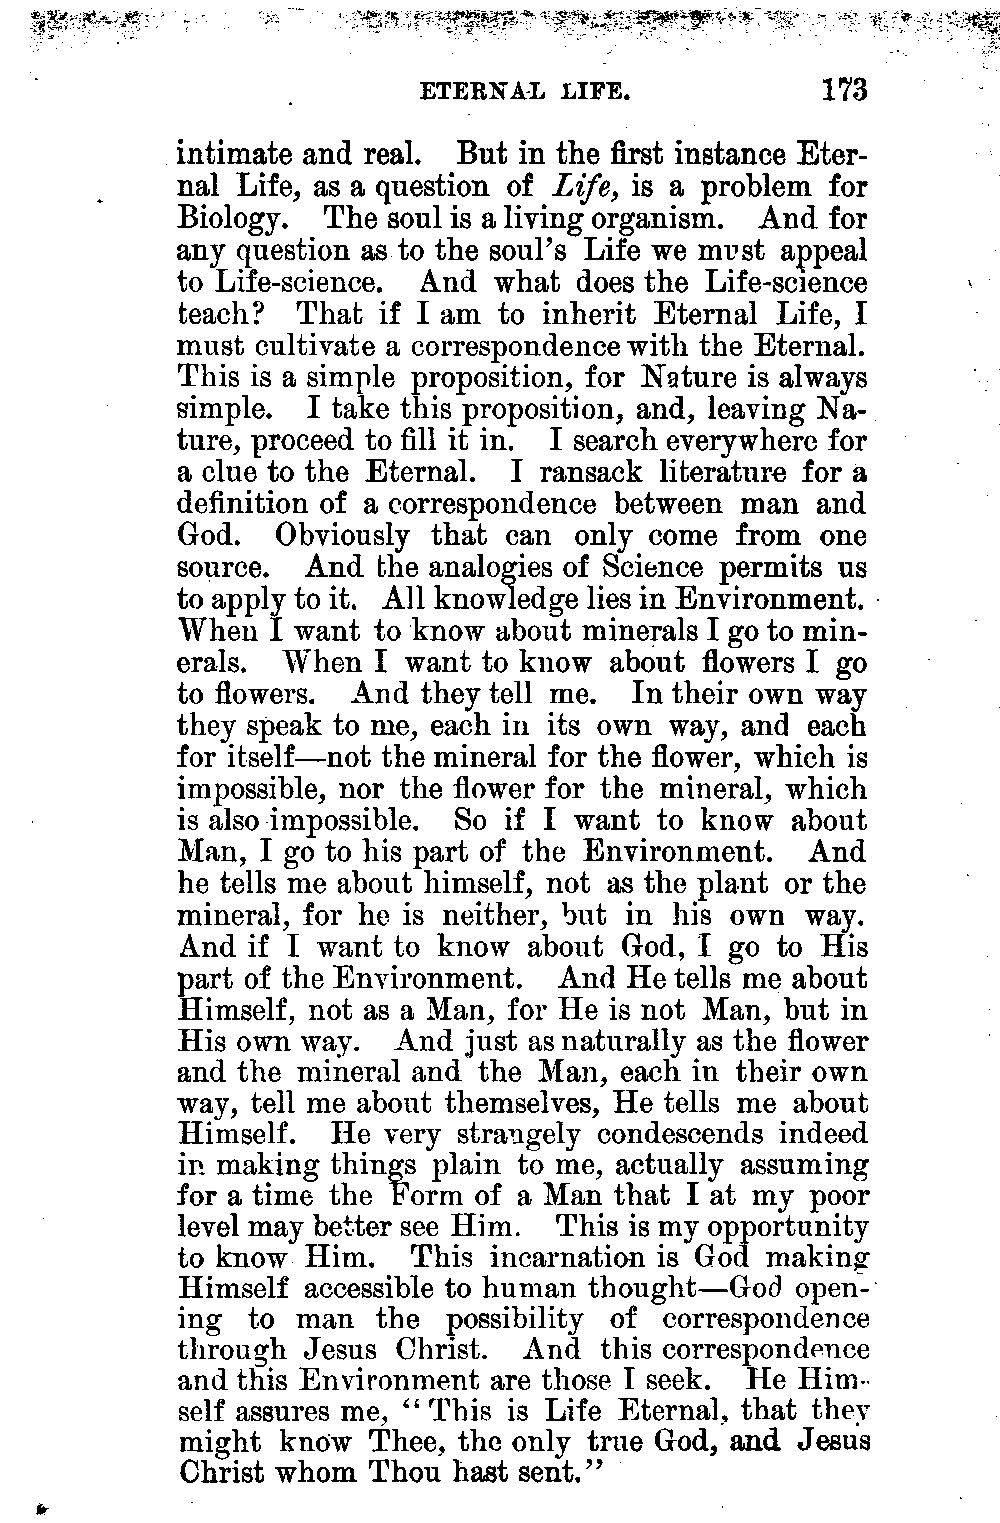 ETERNAL LIFE. 173
intimate and real. But in the first instance Eter-
nal Life, as a question of Life, is a problem for
Biology. The soul is a living organism. And for
any question as to the soul's Life we must appeal
to Life-science. And what does the Life-science
teach? That if I am to inherit Eternal Life, I
must cultivate a correspondence with the Eternal.
This is a simple proposition, for Nature is always
simple. I take this proposition, and, leaving Na-
ture, proceed to fill it in. I search everywhere for
a clue to the Eternal. I ransack literature for a
definition of a correspondence between man and
God. Obviously that can only come from one
source. And the analogies of Science permits us
to apply to it. All knowledge lies in Environment.
When I want to know about minerals I go to min-
erals. When I want to know about flowers I go
to flowers. And they tell me. In their own way
they speak to me, each in its own way, and each
for itself—not the mineral for the flower, which is
impossible, nor the flower for the mineral, which
is also impossible. So if I want to know about
Man, I go to his part of the Environment. And
he tells me about himself, not as the plant or the
mineral, for he is neither, but in his own way.
And if I want to know about God, I go to His
part of the Environment. And He tells me about
Himself, not as a Man, for He is not Man, but in
His own way. And just as naturally as the flower
and the mineral and the Man, each in their own
way, tell me about themselves, He tells me about
Himself. He very strangely condescends indeed
in making things plain to me, actually assuming
for a time the Form of a Man that I at my poor
level may better see Him. This is my opportunity
to know Him. This incarnation is God making
Himself accessible to human thought—God open-
ing to man the possibility of correspondence
through Jesus Christ. And this correspondence
and this Environment are those I seek. He Him-
self assures me, "This is Life Eternal, that they
might know Thee, the only true God, and Jesus
Christ whom Thou hast sent."